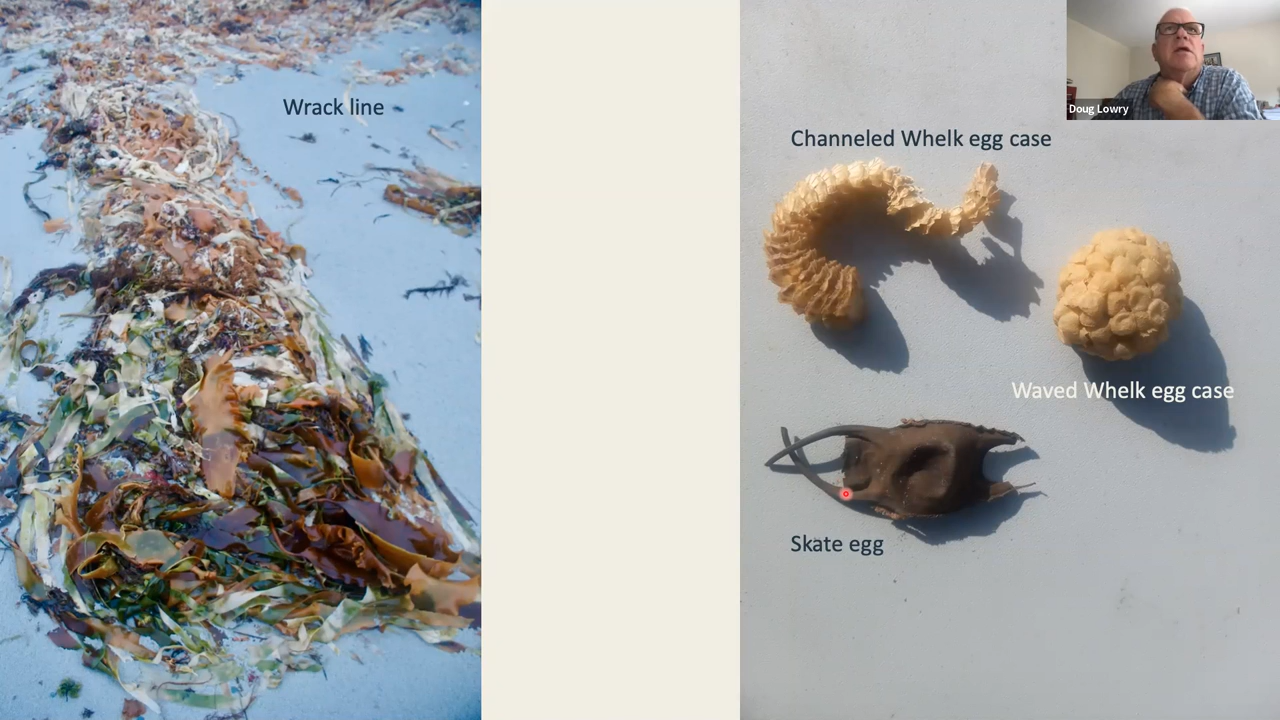 Wrack line
Doug Lowry
Channeled Whelk egg case
Waved Whelk egg case
Skate egg